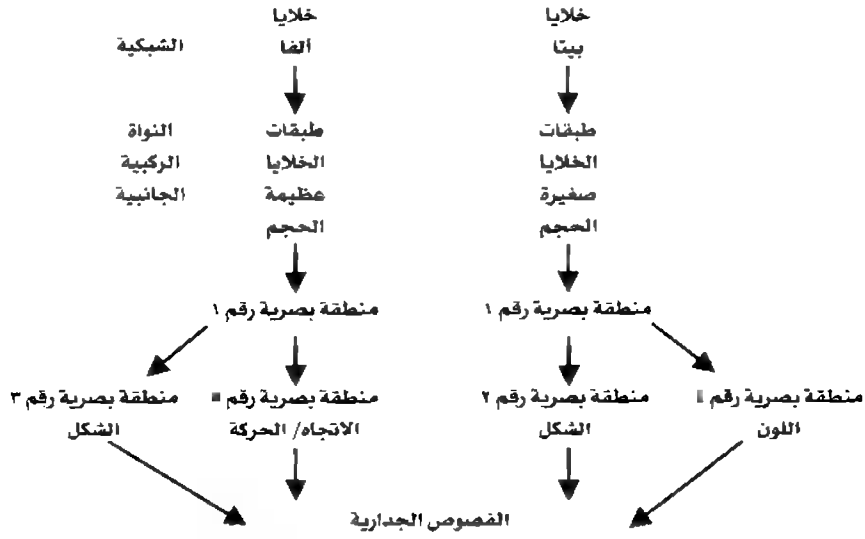 خلايا خلايا
بيتا ألفا الشبكية
طبقات طبقات النواة
الخلايا الخلايا الركبية
صغيرة عظيمة الجانبية
الحجم الحجم
منطقة بصرية رقم ١ منطقة بصرية رقم ١
منطقة بصرية رقم منطقة بصرية رقم ٢ منطقة بصرية رقم منطقة بصرية رقم ٣
اللون الشكل الاتجاه/ الحركة الشكل
الفصوص الجدارية